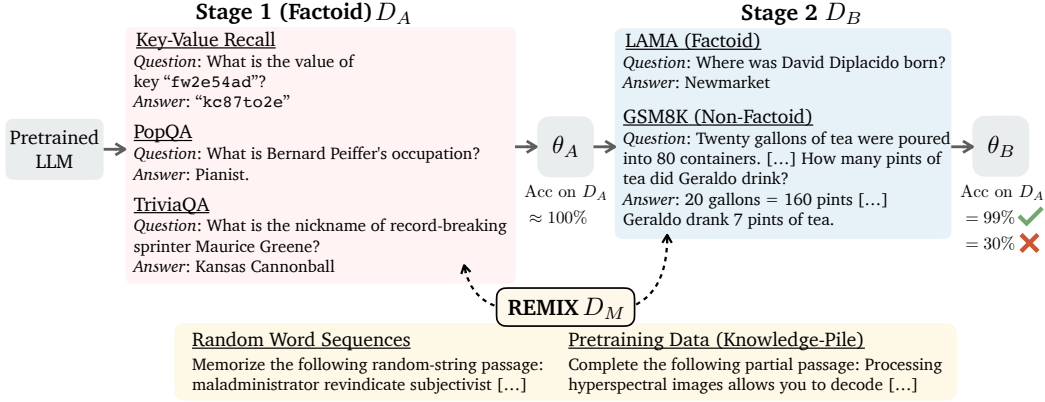 Stage 1 (Factoid) D_A
Key-Value Recall
Question: What is the value of
key "fw2e54ad"?
Answer: "kc87to2e"
PopQA
Question: What is Bernard Peiffer's occupation?
Answer: Pianist.
TriviaQA
Question: What is the nickname of record-breaking
sprinter Maurice Greene?
Answer: Kansas Cannonball
Pretrained
LLM
θ_A
Acc on D_A
≈ 100%
Stage 2 D_B
LAMA (Factoid)
Question: Where was David Diplacido born?
Answer: Newmarket
GSM8K (Non-Factoid)
Question: Twenty gallons of tea were poured
into 80 containers. […] How many pints of
tea did Geraldo drink?
Answer: 20 gallons = 160 pints […]
Geraldo drank 7 pints of tea.
θ_B
Acc on D_A
= 99%
= 30%
REMIX D_M
Random Word Sequences
Memorize the following random-string passage:
maladministrator revindicate subjectivist […]
Pretraining Data (Knowledge-Pile)
Complete the following partial passage: Processing
hyperspectral images allows you to decode […]